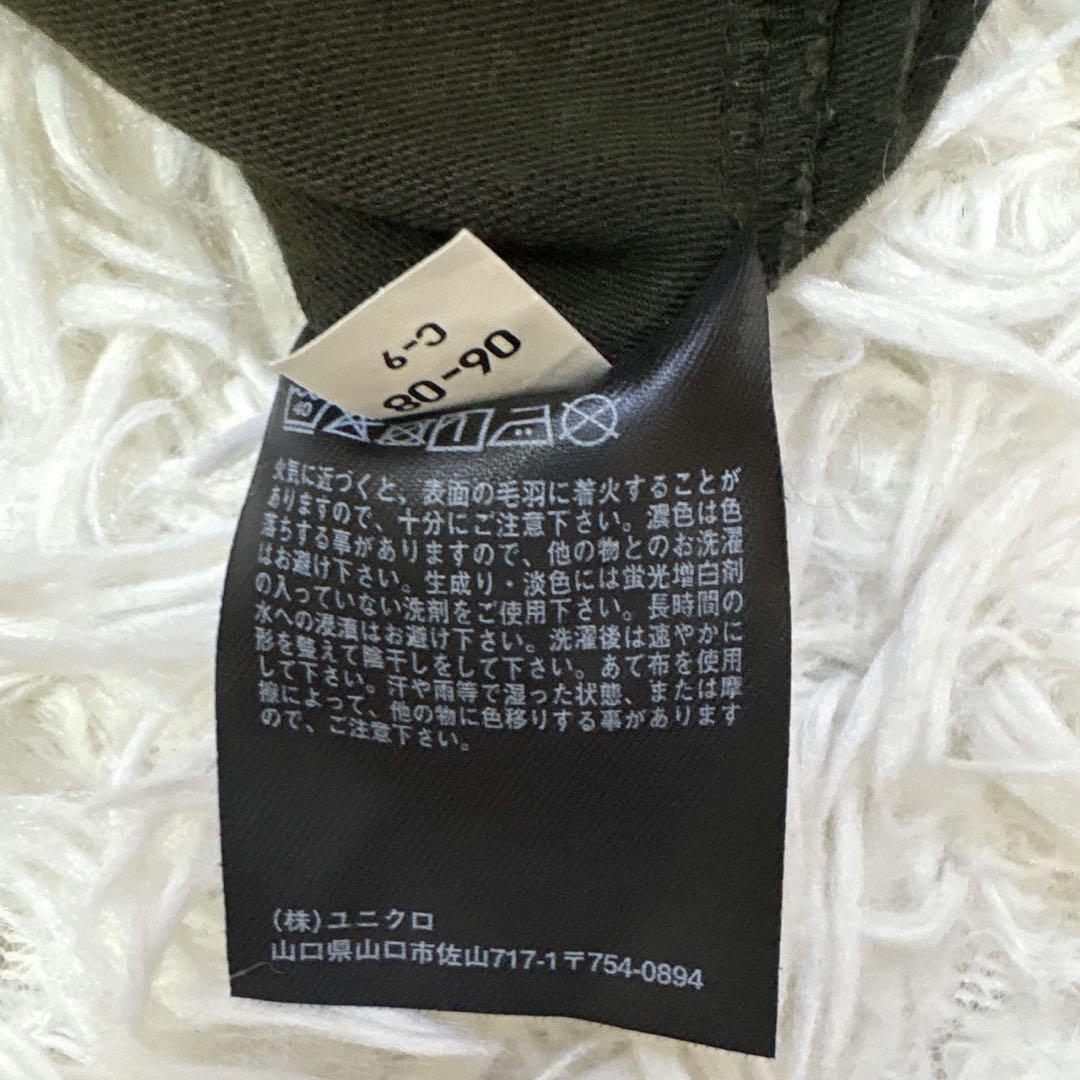 80-90
火気に近づくと、表面の毛羽に着火することが
ありますので、十分にご注意下さい。濃色は色
落ちする事がありますので、他の物とのお洗濯
はお避け下さい。生成り・淡色には蛍光増白剤
の入っていない洗剤をご使用下さい。長時間の
水への浸漬はお避け下さい。洗濯後は速やかに
形を整えて陰干しをして下さい。あて布を使用
して下さい。汗や雨等で湿った状態、または摩
擦によって、他の物に色移りする事があります
ので、ご注意下さい。
(株)ユニクロ
山口県山口市佐山717-1〒754-0894